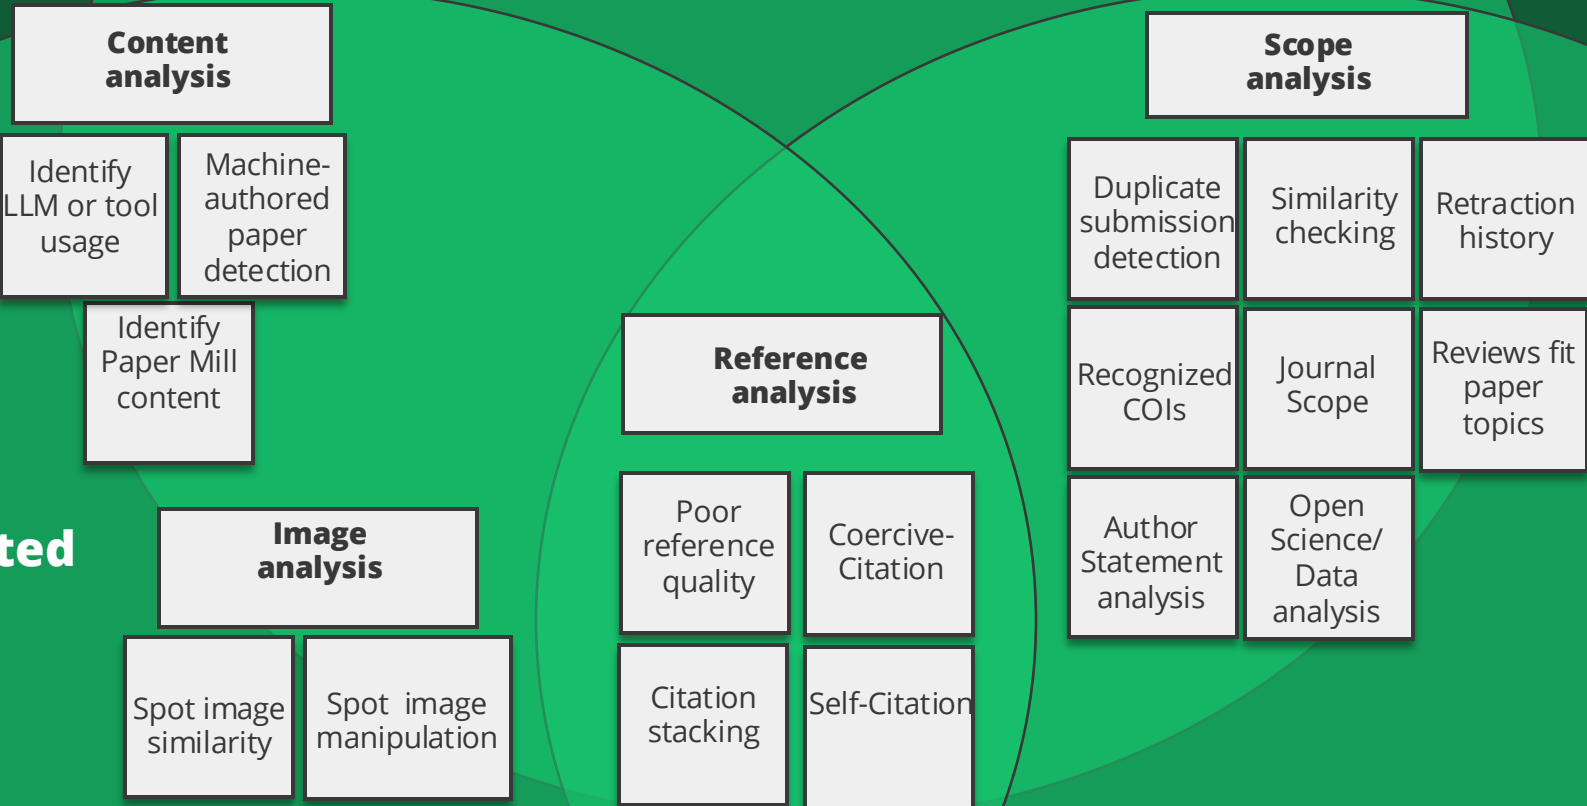 Content
analysis
Identify
LLM or tool
usage
Machine-
authored
paper
detection
Identify
Paper Mill
content
Image
analysis
Spot image
similarity
Spot  image
manipulation
Reference
analysis
Poor
reference
quality
Coercive-
Citation
Citation
stacking
Self-Citation
Scope
analysis
Duplicate
submission
detection
Similarity
checking
Retraction
history
Recognized
COIs
Journal
Scope
Reviews fit
paper
topics
Author
Statement
analysis
Open
Science/
Data
analysis